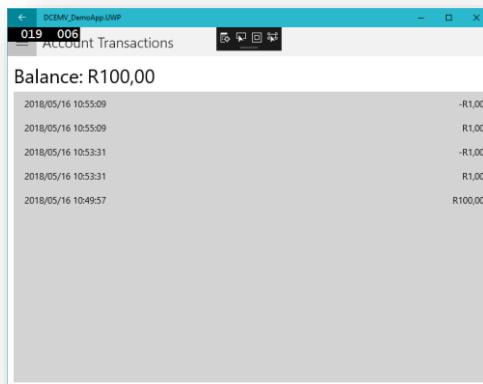 DCEMV_DemoApp.UWP
019 006
Account Transactions
Balance: R100,00
2018/05/16 10:55:09 -R1,00
2018/05/16 10:55:09 R1,00
2018/05/16 10:53:31 -R1,00
2018/05/16 10:53:31 R1,00
2018/05/16 10:49:57 R100,00